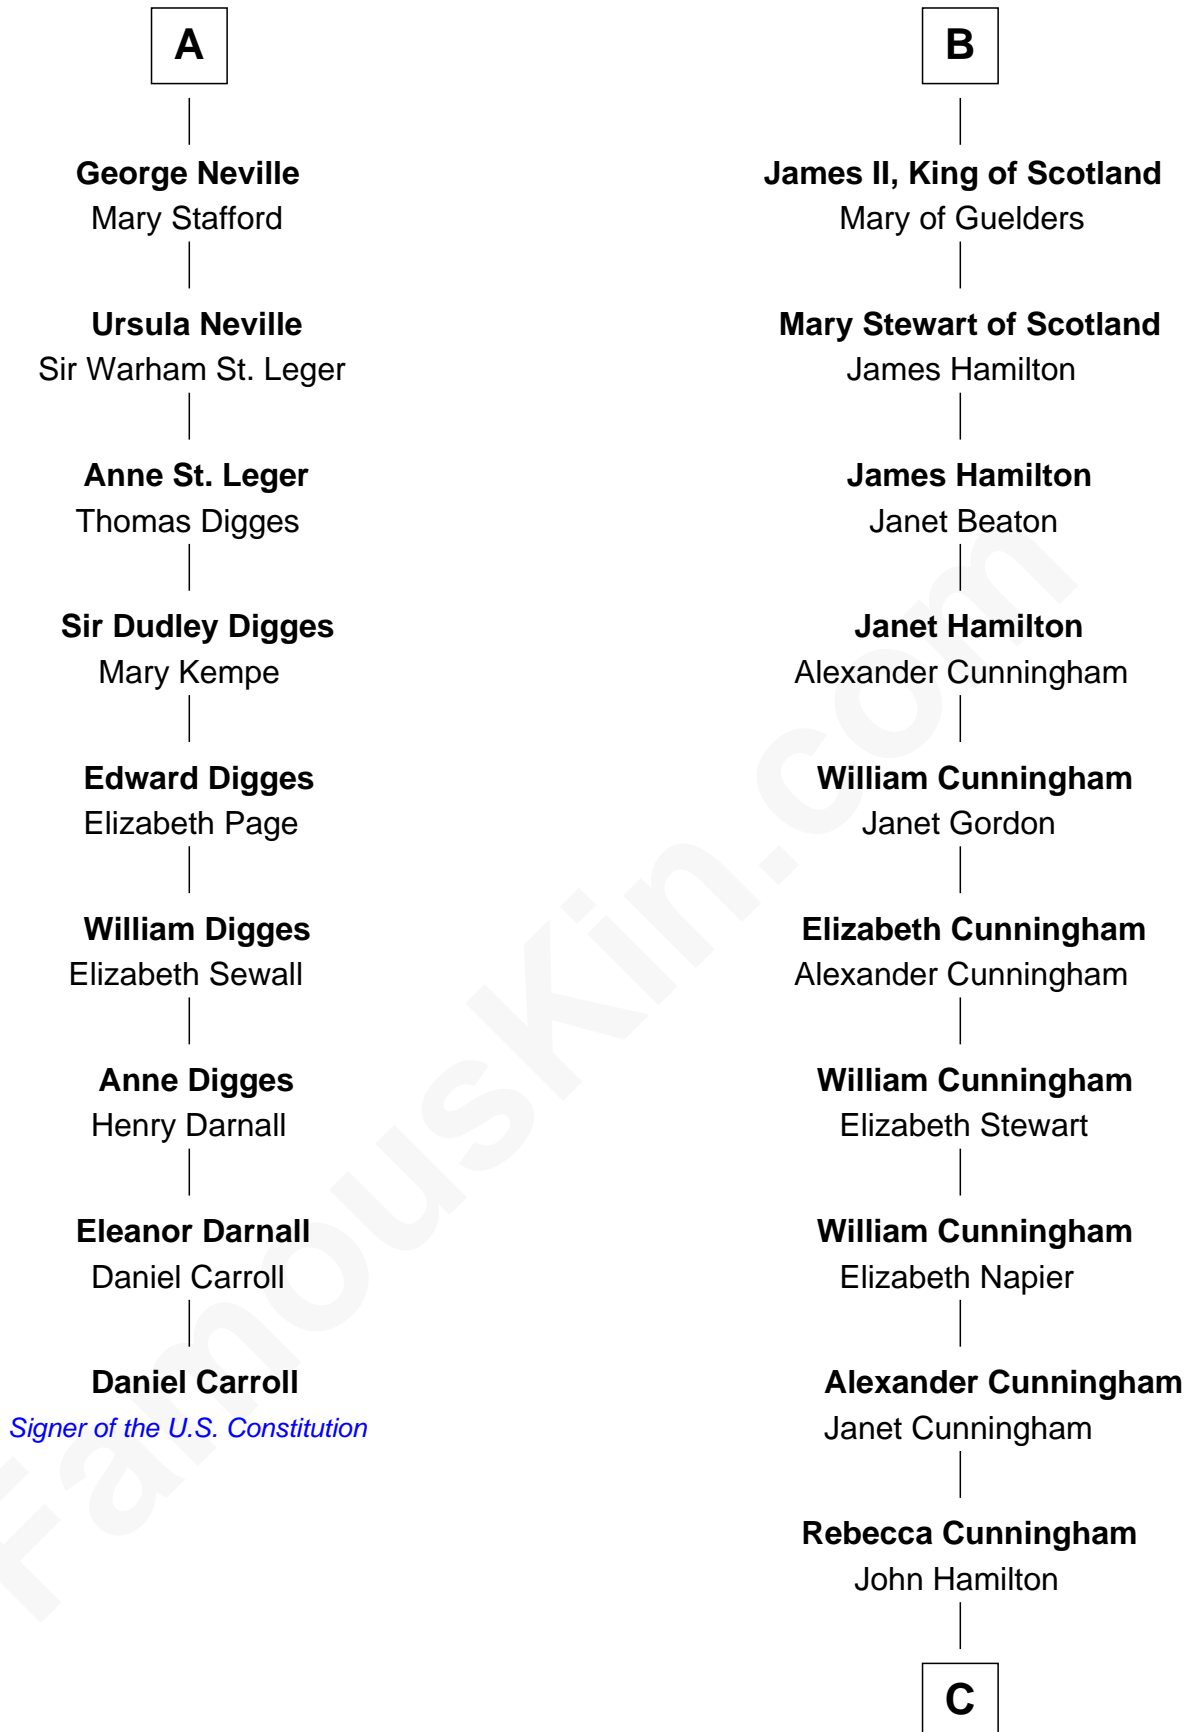 A
George Neville
Mary Stafford
Ursula Neville
Sir Warham St. Leger
Anne St. Leger
Thomas Digges
Sir Dudley Digges
Mary Kempe
Edward Digges
Elizabeth Page
William Digges
Elizabeth Sewall
Anne Digges
Henry Darnall
Eleanor Darnall
Daniel Carroll
Daniel Carroll
Signer of the U.S. Constitution
B
James II, King of Scotland
Mary of Guelders
Mary Stewart of Scotland
James Hamilton
James Hamilton
Janet Beaton
Janet Hamilton
Alexander Cunningham
William Cunningham
Janet Gordon
Elizabeth Cunningham
Alexander Cunningham
William Cunningham
Elizabeth Stewart
William Cunningham
Elizabeth Napier
Alexander Cunningham
Janet Cunningham
Rebecca Cunningham
John Hamilton
C
FamousKin.com